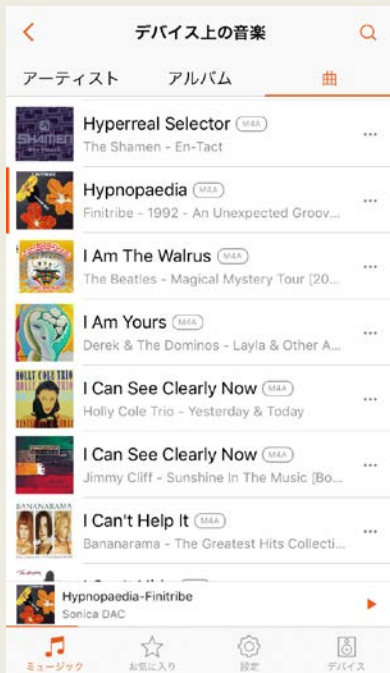 デバイス上の音楽
アーティスト アルバム 曲
Hyperreal Selector M4A
The Shamen - En-Tact
Hypnopaedia M4A
Finitribe - 1992 - An Unexpected Groov...
I Am The Walrus M4A
The Beatles - Magical Mystery Tour [20...
I Am Yours M4A
Derek & The Dominos - Layla & Other A...
HOLLY COLE TRIO
I Can See Clearly Now M4A
Holly Cole Trio - Yesterday & Today
I Can See Clearly Now M4A
Jimmy Cliff - Sunshine In The Music [Bo...
BANANARAMA
I Can't Help It M4A
Bananarama - The Greatest Hits Collecti...
Hypnopaedia-Finitribe
Sonica DAC
ミュージック お気に入り 設定 デバイス